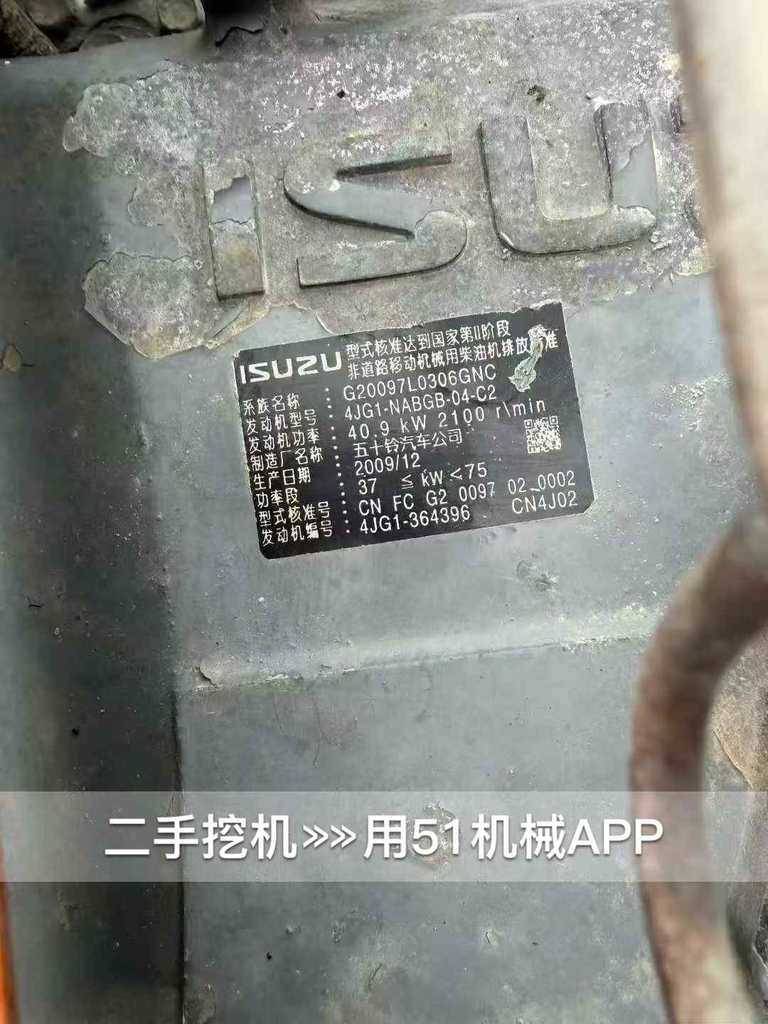 ISU
ISUZU
型式核准达到国家第II阶段
非道路移动机械用柴油机排放标准
系族名称 : G20097L0306GNC
发动机型号 : 4JG1-NABGB-04-C2
发动机功率 : 40.9 kW 2100 r\min
制造厂名称 : 五十铃汽车公司
生产日期 : 2009/12
功率段 : 37 ≤ kW <75
型式核准号 : CN FC G2 0097 02 0002
发动机编号 : 4JG1-364396 CN4J02
二手挖机>>>>用51机械APP